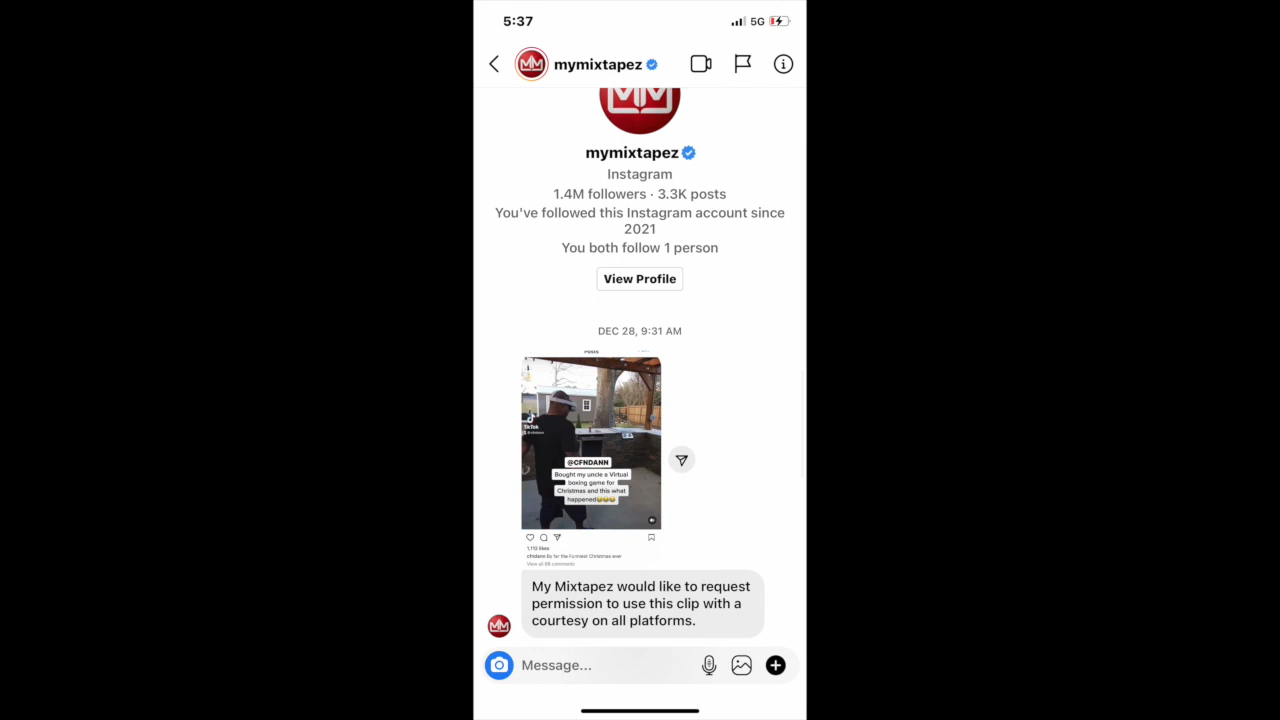 5:37
5G
mymixtapez
mymixtapez
Instagram
1.4M followers · 3.3K posts
You've followed this Instagram account since
2021
You both follow 1 person
View Profile
DEC 28, 9:31 AM
POSTS
TikTok
@CFNDANN
Bought my uncle a Virtual
boxing game for
Christmas and this what
happened😂😂😂
1,112 likes
cfndann By far the Funniest Christmas ever
View all 88 comments
My Mixtapez would like to request
permission to use this clip with a
courtesy on all platforms.
Message...